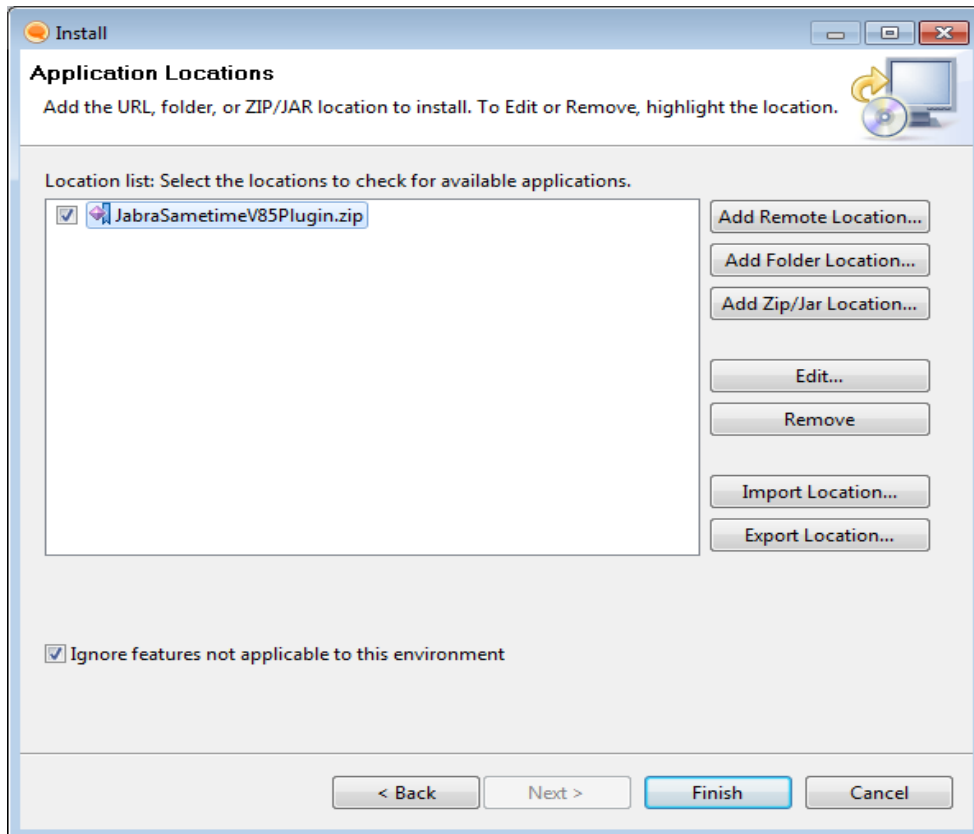 Install
Application Locations
Add the URL, folder, or ZIP/JAR location to install. To Edit or Remove, highlight the location.
Location list: Select the locations to check for available applications.
JabraSametimeV85Plugin.zip
Add Remote Location...
Add Folder Location...
Add Zip/Jar Location...
Edit...
Remove
Import Location...
Export Location...
Ignore features not applicable to this environment
< Back
Next >
Finish
Cancel